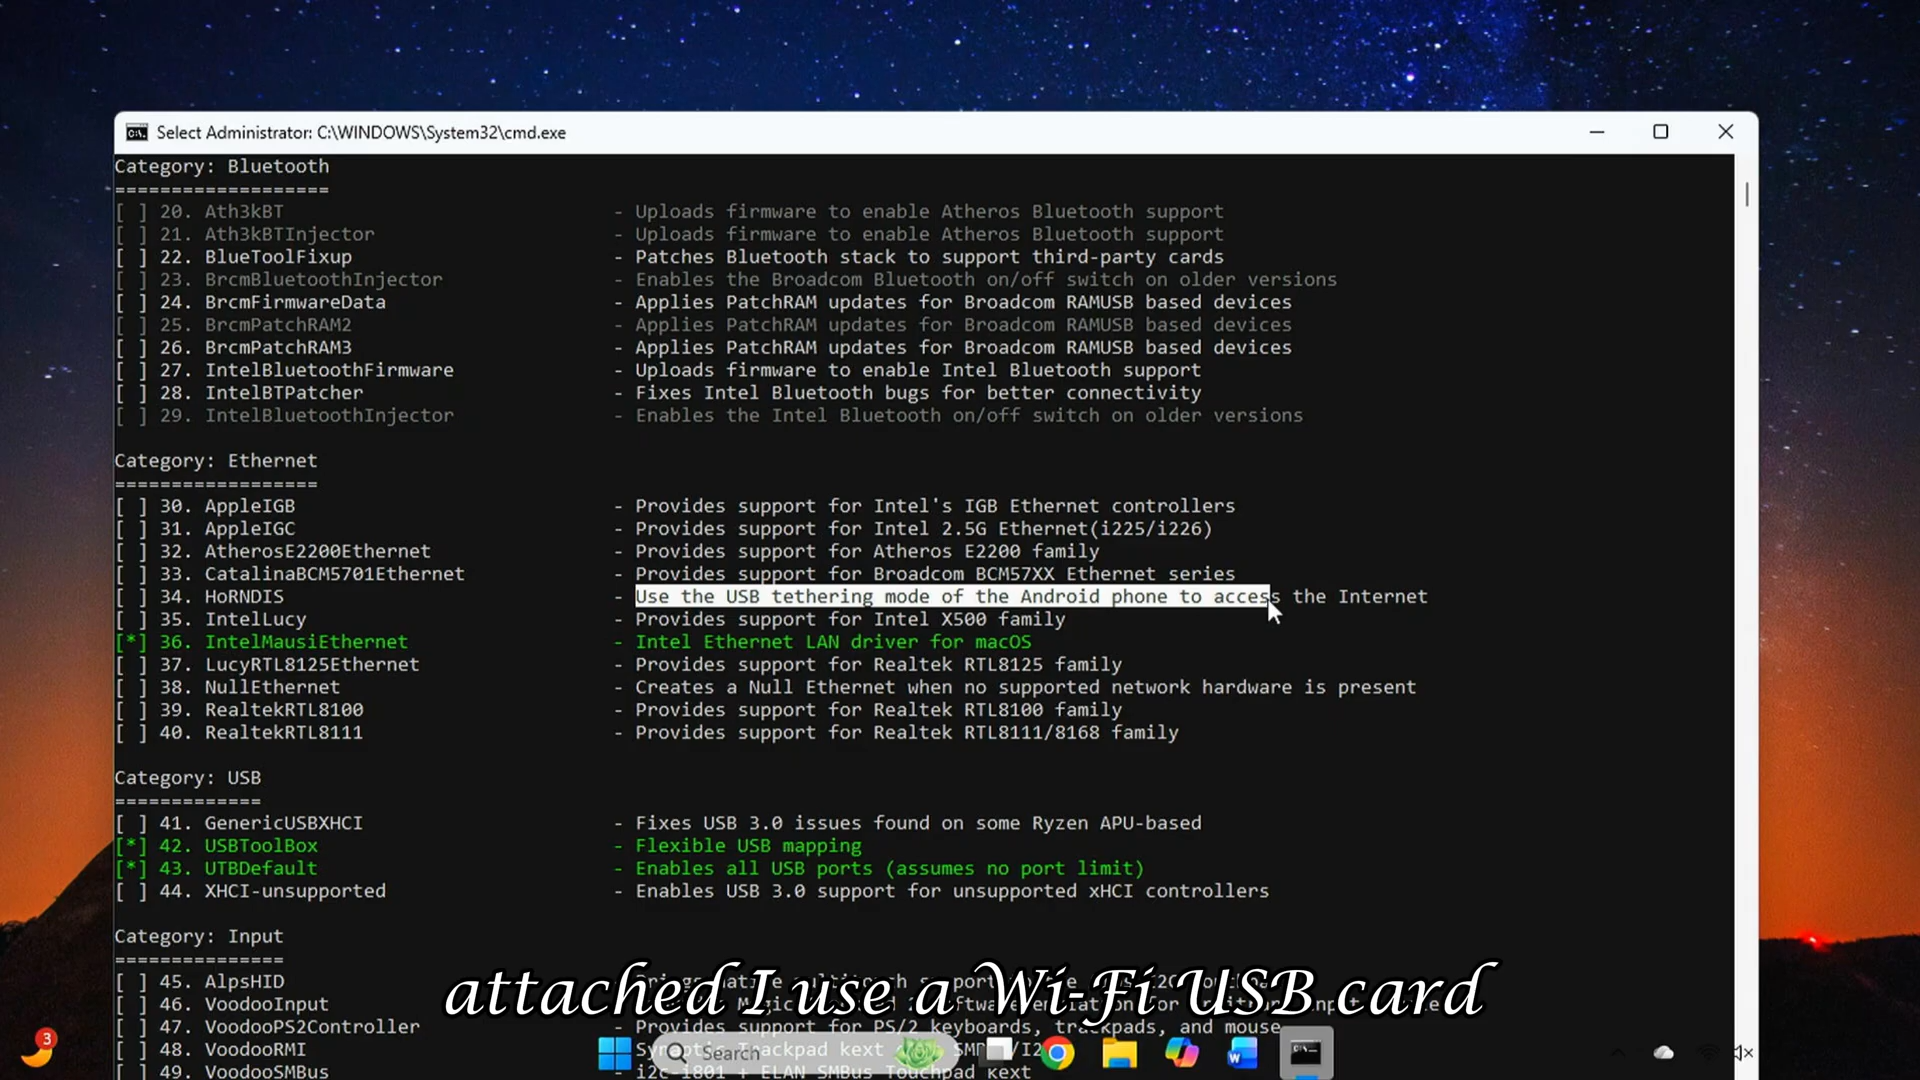 Select Administrator: C:\WINDOWS\System32\cmd.exe
Category: Bluetooth
===================
[ ] 20. Ath3kBT - Uploads firmware to enable Atheros Bluetooth support
[ ] 21. Ath3kBTInjector - Uploads firmware to enable Atheros Bluetooth support
[ ] 22. BlueToolFixup - Patches Bluetooth stack to support third-party cards
[ ] 23. BrcmBluetoothInjector - Enables the Broadcom Bluetooth on/off switch on older versions
[ ] 24. BrcmFirmwareData - Applies PatchRAM updates for Broadcom RAMUSB based devices
[ ] 25. BrcmPatchRAM2 - Applies PatchRAM updates for Broadcom RAMUSB based devices
[ ] 26. BrcmPatchRAM3 - Applies PatchRAM updates for Broadcom RAMUSB based devices
[ ] 27. IntelBluetoothFirmware - Uploads firmware to enable Intel Bluetooth support
[ ] 28. IntelBTPatcher - Fixes Intel Bluetooth bugs for better connectivity
[ ] 29. IntelBluetoothInjector - Enables the Intel Bluetooth on/off switch on older versions
Category: Ethernet
==================
[ ] 30. AppleIGB - Provides support for Intel's IGB Ethernet controllers
[ ] 31. AppleIGC - Provides support for Intel 2.5G Ethernet(i225/i226)
[ ] 32. AtherosE2200Ethernet - Provides support for Atheros E2200 family
[ ] 33. CatalinaBCM5701Ethernet - Provides support for Broadcom BCM57XX Ethernet series
[ ] 34. HoRNDIS - Use the USB tethering mode of the Android phone to access the Internet
[ ] 35. IntelLucy - Provides support for Intel X500 family
[*] 36. IntelMausiEthernet - Intel Ethernet LAN driver for macOS
[ ] 37. LucyRTL8125Ethernet - Provides support for Realtek RTL8125 family
[ ] 38. NullEthernet - Creates a Null Ethernet when no supported network hardware is present
[ ] 39. RealtekRTL8100 - Provides support for Realtek RTL8100 family
[ ] 40. RealtekRTL8111 - Provides support for Realtek RTL8111/8168 family
Category: USB
=============
[ ] 41. GenericUSBXHCI - Fixes USB 3.0 issues found on some Ryzen APU-based
[*] 42. USBToolBox - Flexible USB mapping
[*] 43. UTBDefault - Enables all USB ports (assumes no port limit)
[ ] 44. XHCI-unsupported - Enables USB 3.0 support for unsupported xHCI controllers
Category: Input
===============
[ ] 45. AlpsHID
attached I use a Wi-Fi USB card
[ ] 46. VoodooInput
[ ] 47. VoodooPS2Controller - Provides support for PS/2 keyboards, trackpads, and mouse
[ ] 48. VoodooRMI
[ ] 49. VoodooSMBus - i2c-i801 + ELAN SMBus Touchpad kext
3
Search